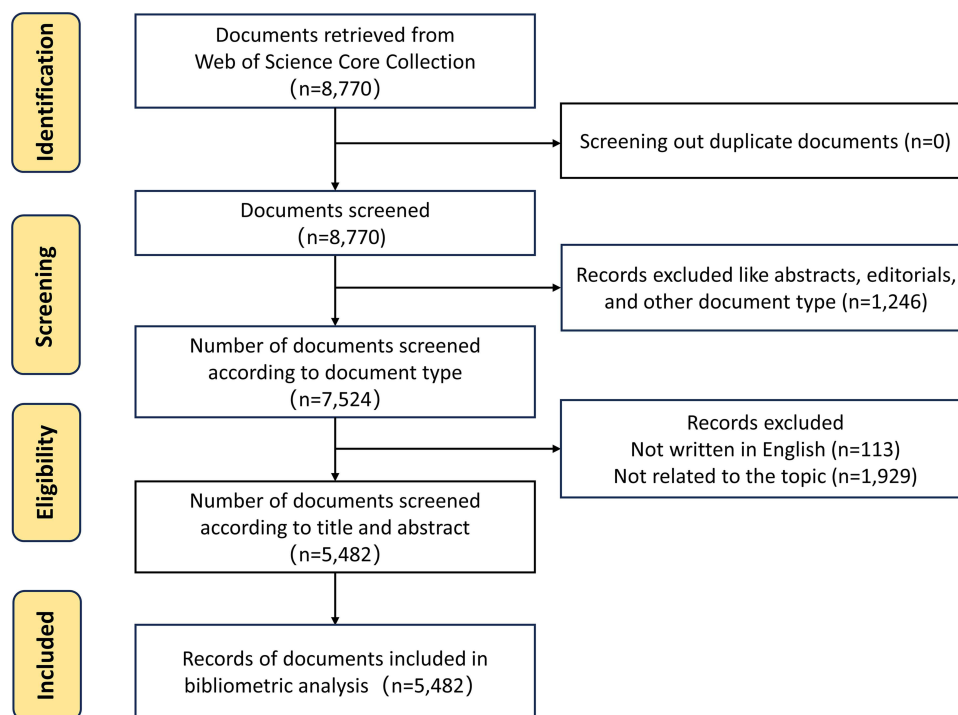 Identification
Documents retrieved from
Web of Science Core Collection
(n=8,770)
Screening out duplicate documents (n=0)
Documents screened
(n=8,770)
Screening
Records excluded like abstracts, editorials,
and other document type (n=1,246)
Number of documents screened
according to document type
(n=7,524)
Eligibility
Records excluded
Not written in English (n=113)
Not related to the topic (n=1,929)
Number of documents screened
according to title and abstract
(n=5,482)
Included
Records of documents included in
bibliometric analysis (n=5,482)